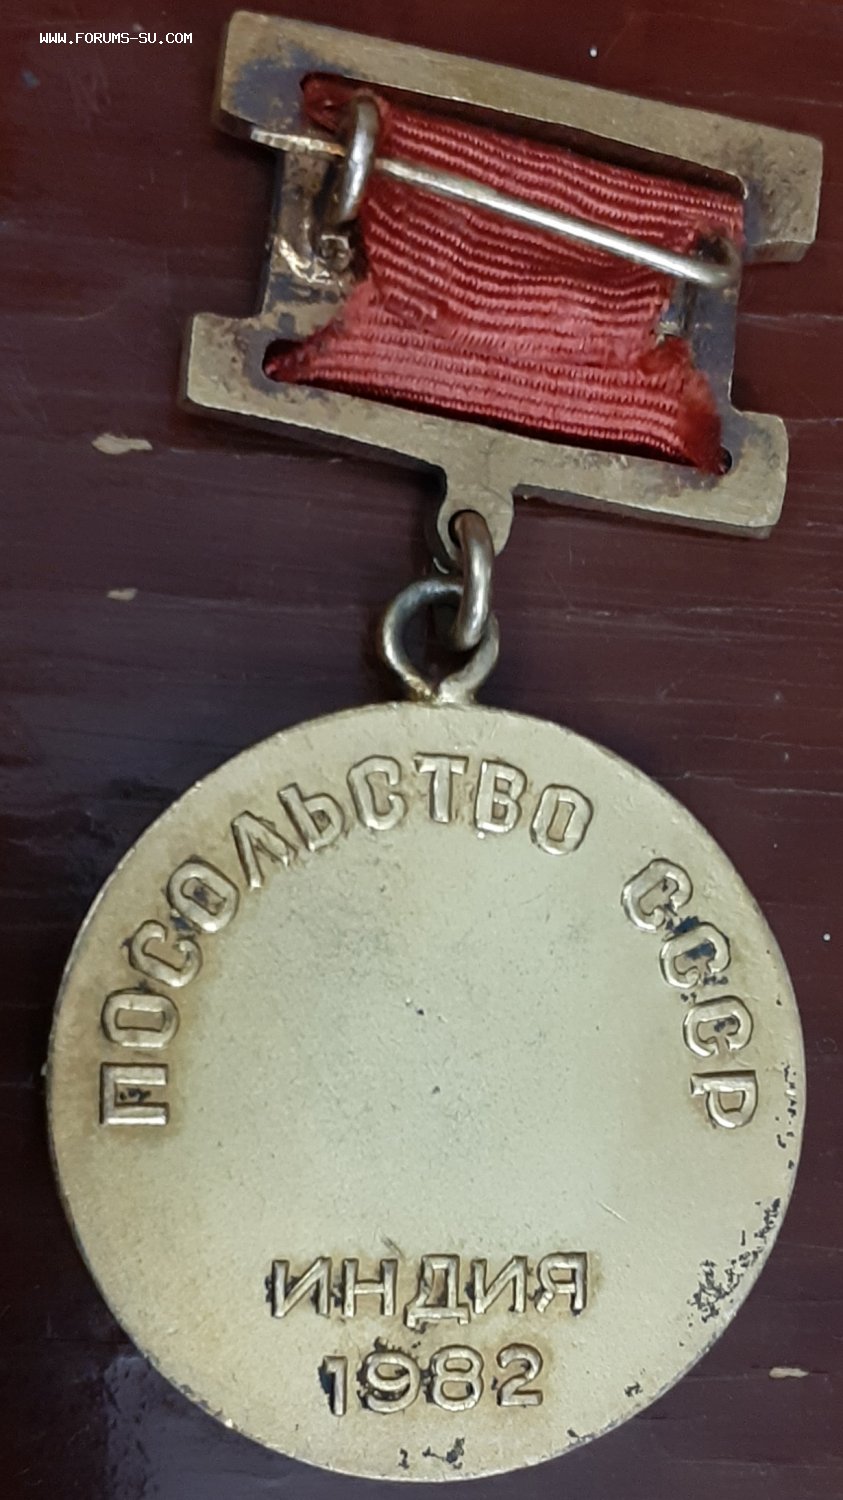 WWW.FORUMS-SU.COM
ПОСОЛЬСТВО СССР
ИНДИЯ
1982